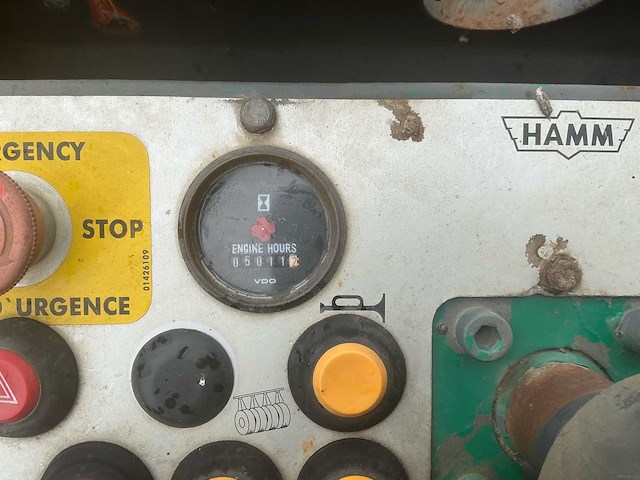 RGENCY
STOP
01426109
D'URGENCE
ENGINE HOURS
050112
VDO
HAMM